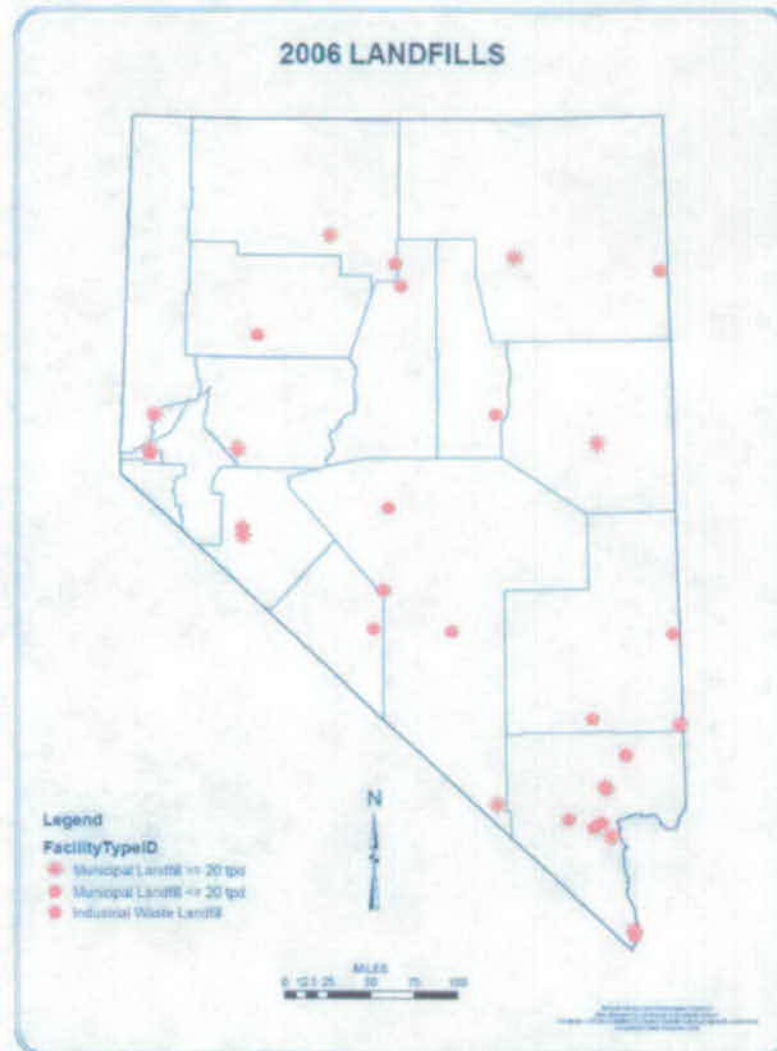 2006 LANDFILLS
Legend
FacilityTypeID
Municipal Landfill >= 20 tpd
Municipal Landfill <= 20 tpd
Industrial Waste Landfill
N
MILES
0 12.5 25 50 75 100